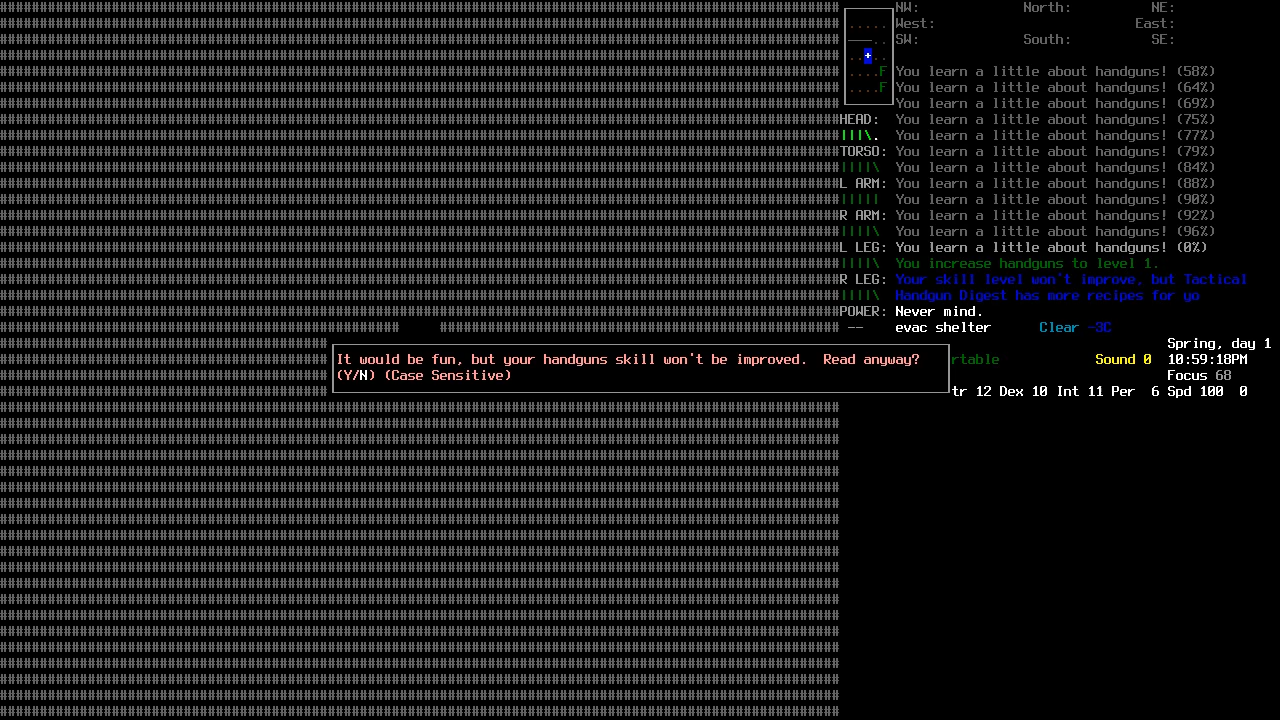 NW: North: NE:
West: East:
SW: South: SE:
You learn a little about handguns! (58%)
You learn a little about handguns! (64%)
You learn a little about handguns! (69%)
HEAD: You learn a little about handguns! (75%)
|||\. You learn a little about handguns! (77%)
TORSO: You learn a little about handguns! (79%)
||||\ You learn a little about handguns! (84%)
L ARM: You learn a little about handguns! (88%)
||||| You learn a little about handguns! (90%)
R ARM: You learn a little about handguns! (92%)
||||\ You learn a little about handguns! (96%)
L LEG: You learn a little about handguns! (0%)
||||\ You increase handguns to level 1.
R LEG: Your skill level won't improve, but Tactical
||||\ Handgun Digest has more recipes for yo
POWER: Never mind.
-- evac shelter Clear -3C
Spring, day 1
It would be fun, but your handguns skill won't be improved. Read anyway?
(Y/N) (Case Sensitive)
rtable Sound 0 10:59:18PM
Focus 68
tr 12 Dex 10 Int 11 Per 6 Spd 100 0